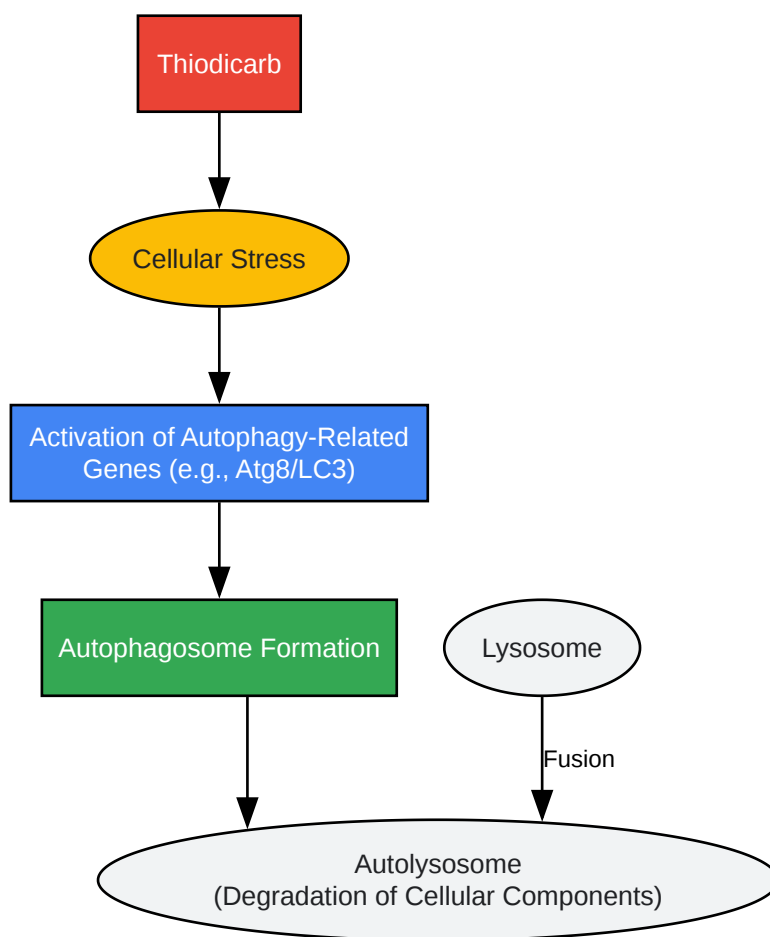 Thiodicarb
Cellular Stress
Activation of Autophagy-Related
Genes (e.g., Atg8/LC3)
Autophagosome Formation
Lysosome
Fusion
Autolysosome
(Degradation of Cellular Components)